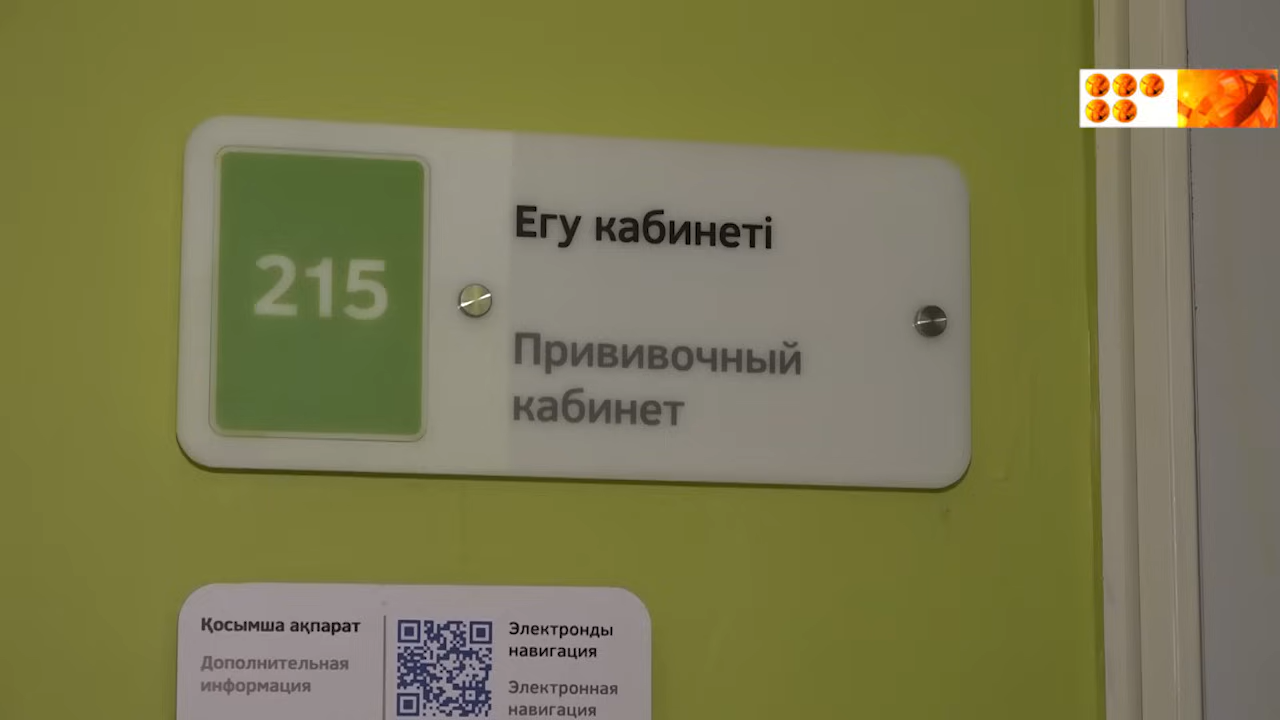 215
Егу кабинеті
Прививочный
кабинет
Қосымша ақпарат
Дополнительная
информация
Электронды
навигация
Электронная
навигация